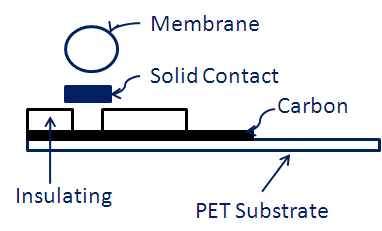 Membrane
Solid Contact
Carbon
Insulating
PET Substrate